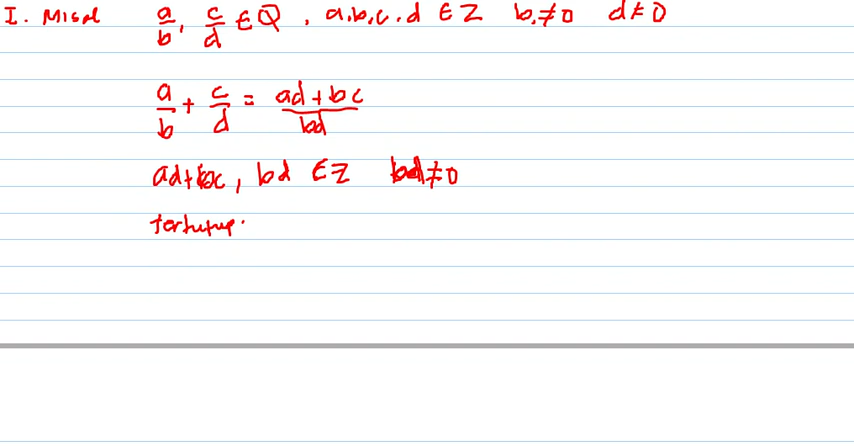 I. Misal a/b, c/d ∈ Q, a,b,c,d ∈ Z b≠0 d≠0
a/b + c/d = (ad+bc)/bd
ad+bc, bd ∈ Z bd≠0
tertutup.